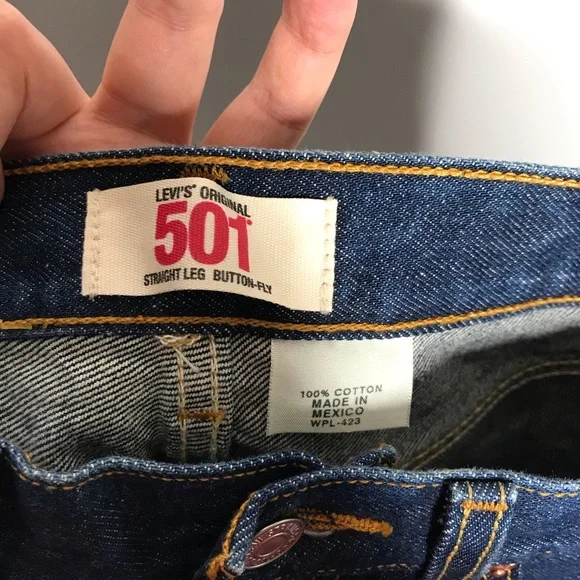 LEVI'S® ORIGINAL
501®
STRAIGHT LEG BUTTON-FLY
100% COTTON
MADE IN
MEXICO
WPL-423